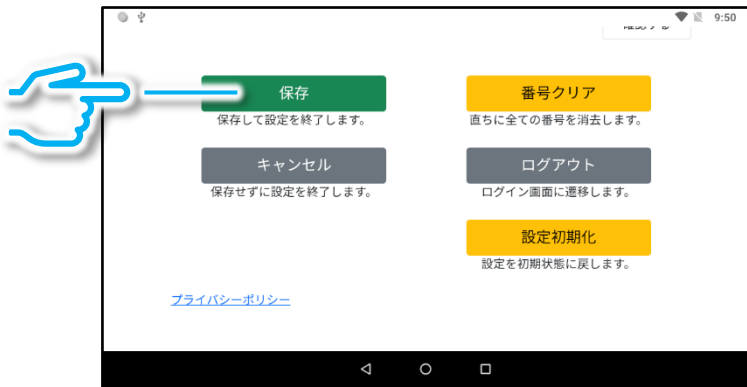 9:50
保存
保存して設定を終了します。
番号クリア
直ちに全ての番号を消去します。
キャンセル
保存せずに設定を終了します。
ログアウト
ログイン画面に遷移します。
設定初期化
設定を初期状態に戻します。
プライバシーポリシー